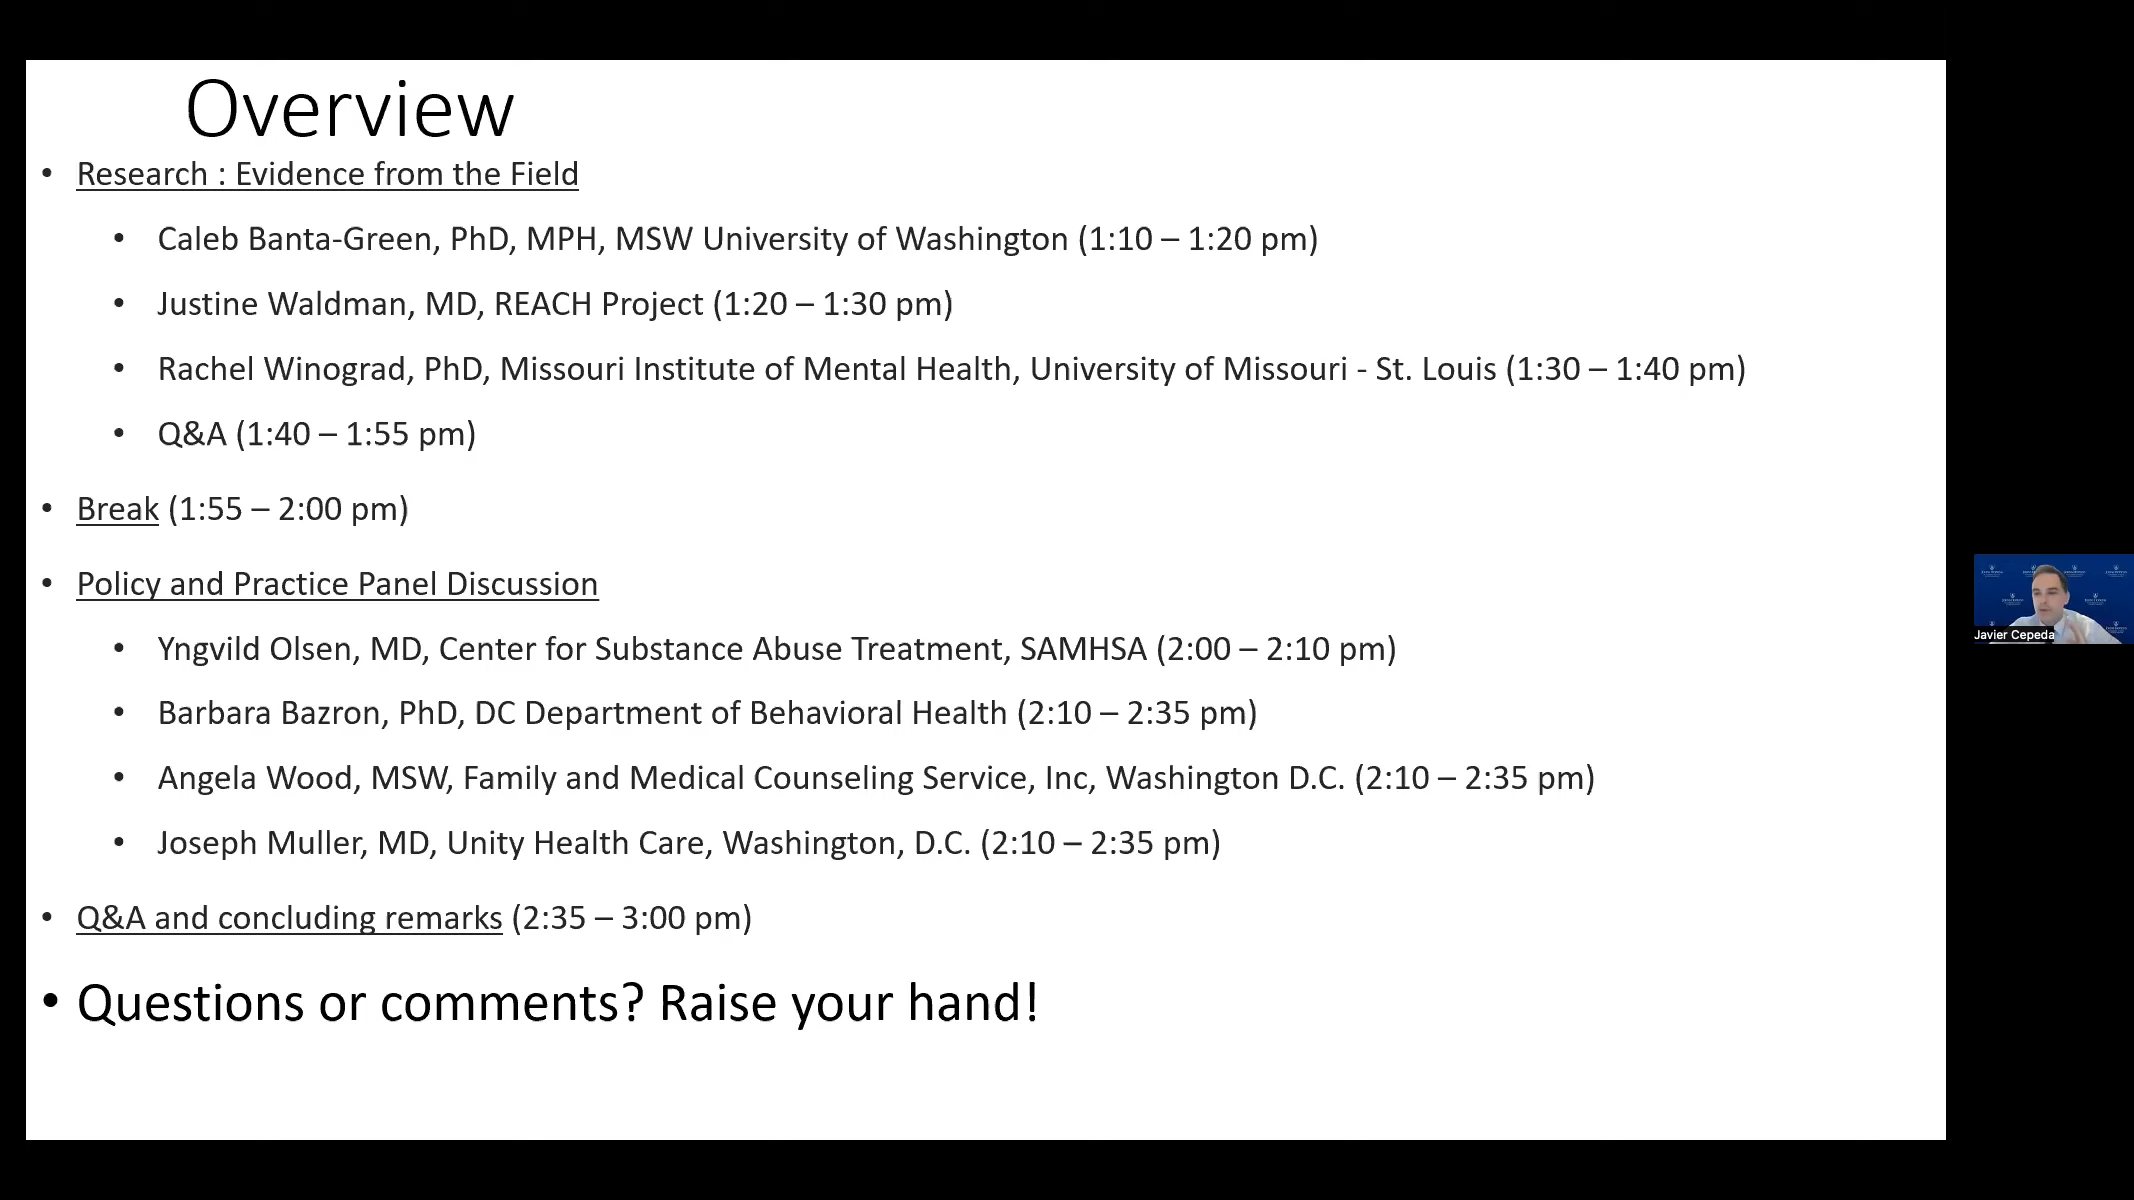 Overview
• Research : Evidence from the Field
• Caleb Banta-Green, PhD, MPH, MSW University of Washington (1:10 – 1:20 pm)
• Justine Waldman, MD, REACH Project (1:20 – 1:30 pm)
• Rachel Winograd, PhD, Missouri Institute of Mental Health, University of Missouri - St. Louis (1:30 – 1:40 pm)
• Q&A (1:40 – 1:55 pm)
• Break (1:55 – 2:00 pm)
• Policy and Practice Panel Discussion
• Yngvild Olsen, MD, Center for Substance Abuse Treatment, SAMHSA (2:00 – 2:10 pm)
• Barbara Bazron, PhD, DC Department of Behavioral Health (2:10 – 2:35 pm)
• Angela Wood, MSW, Family and Medical Counseling Service, Inc, Washington D.C. (2:10 – 2:35 pm)
• Joseph Muller, MD, Unity Health Care, Washington, D.C. (2:10 – 2:35 pm)
• Q&A and concluding remarks (2:35 – 3:00 pm)
• Questions or comments? Raise your hand!
Javier Cepeda